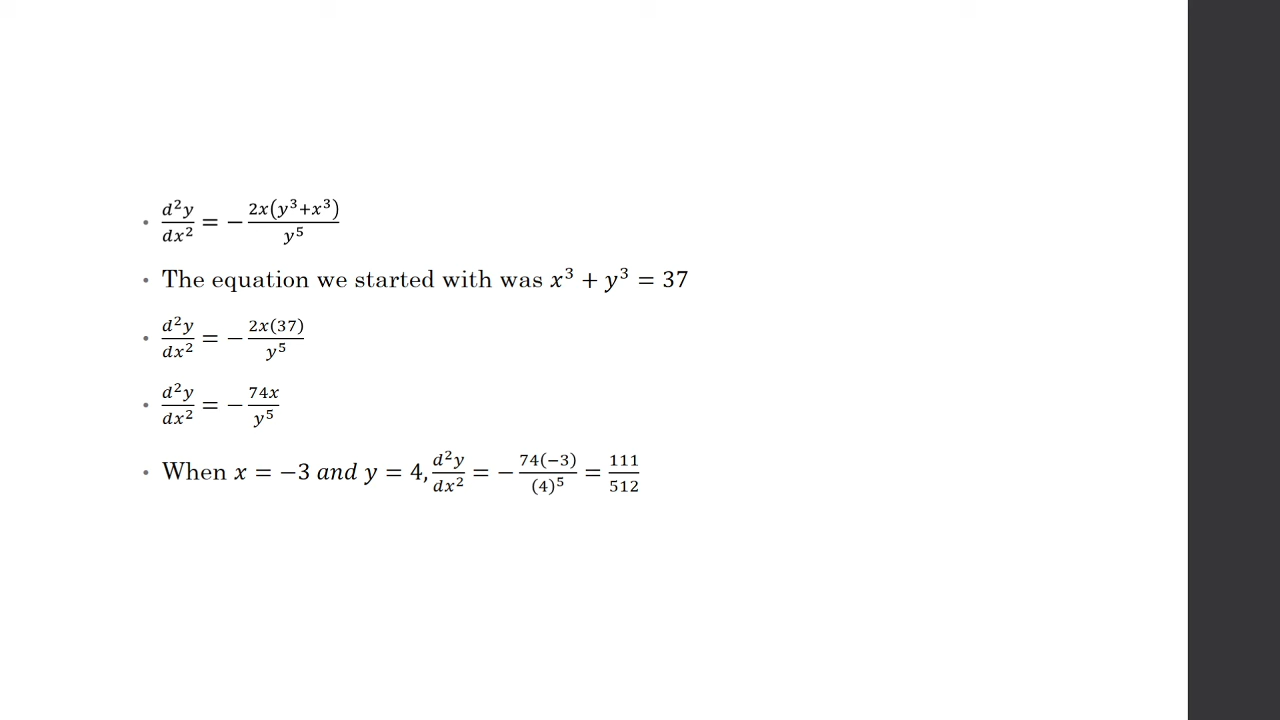 • d²y/dx² = − 2x(y³+x³)/y⁵
• The equation we started with was x³ + y³ = 37
• d²y/dx² = − 2x(37)/y⁵
• d²y/dx² = − 74x/y⁵
• When x = −3 and y = 4, d²y/dx² = − 74(−3)/(4)⁵ = 111/512